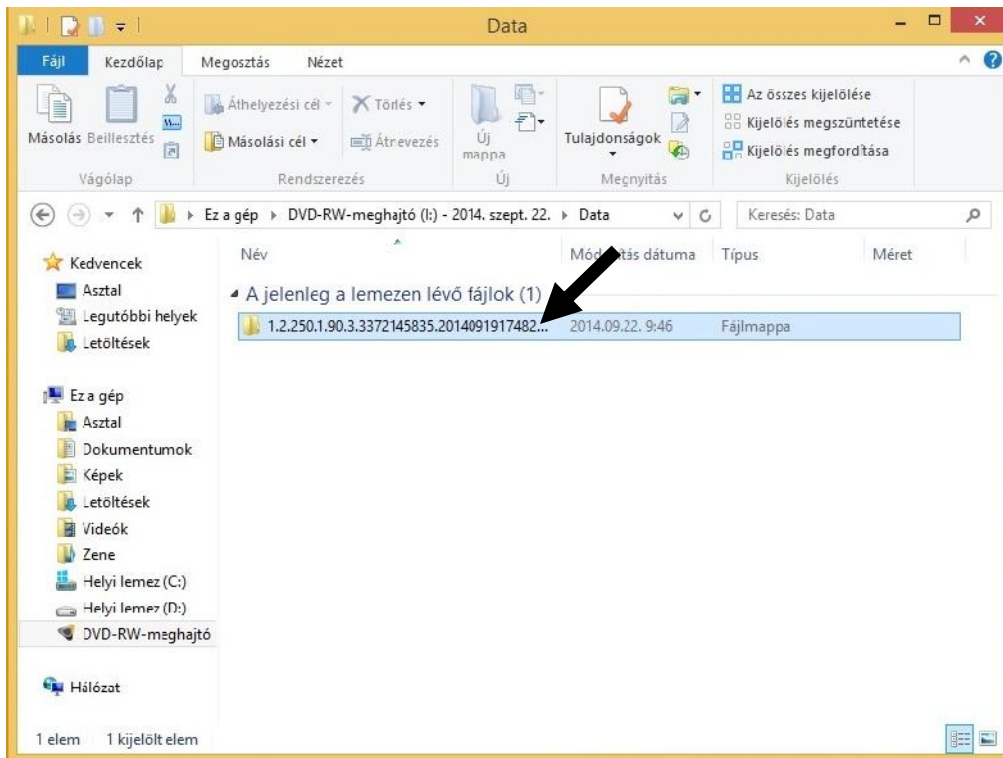 Data
Fájl Kezdőlap Megosztás Nézet
Másolás Beillesztés
Áthelyezési cél Törlés
Másolási cél Átnevezés
Új mappa
Tulajdonságok
Az összes kijelölése
Kijelölés megszüntetése
Kijelölés megfordítása
Vágólap Rendszerezés Új Megnyitás Kijelölés
Ez a gép DVD-RW-meghajtó (I:) - 2014. szept. 22. Data Keresés: Data
Név dátuma Típus Méret
A jelenleg a lemezen lévő fájlok (1)
1.2.250.1.90.3.3372145835.2014091917482... 2014.09.22. 9:46 Fájlmappa
Kedvencek
Asztal
Legutóbbi helyek
Letöltések
Ez a gép
Asztal
Dokumentumok
Képek
Letöltések
Videók
Zene
Helyi lemez (C:)
Helyi lemez (D:)
DVD-RW-meghajtó
Hálózat
1 elem 1 kijelölt elem